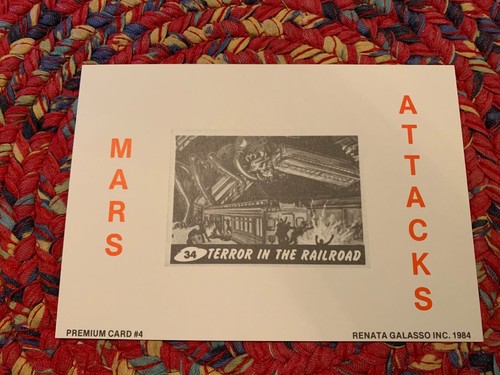 MARS
ATTACKS
34 TERROR IN THE RAILROAD
PREMIUM CARD #4
RENATA GALASSO INC. 1984